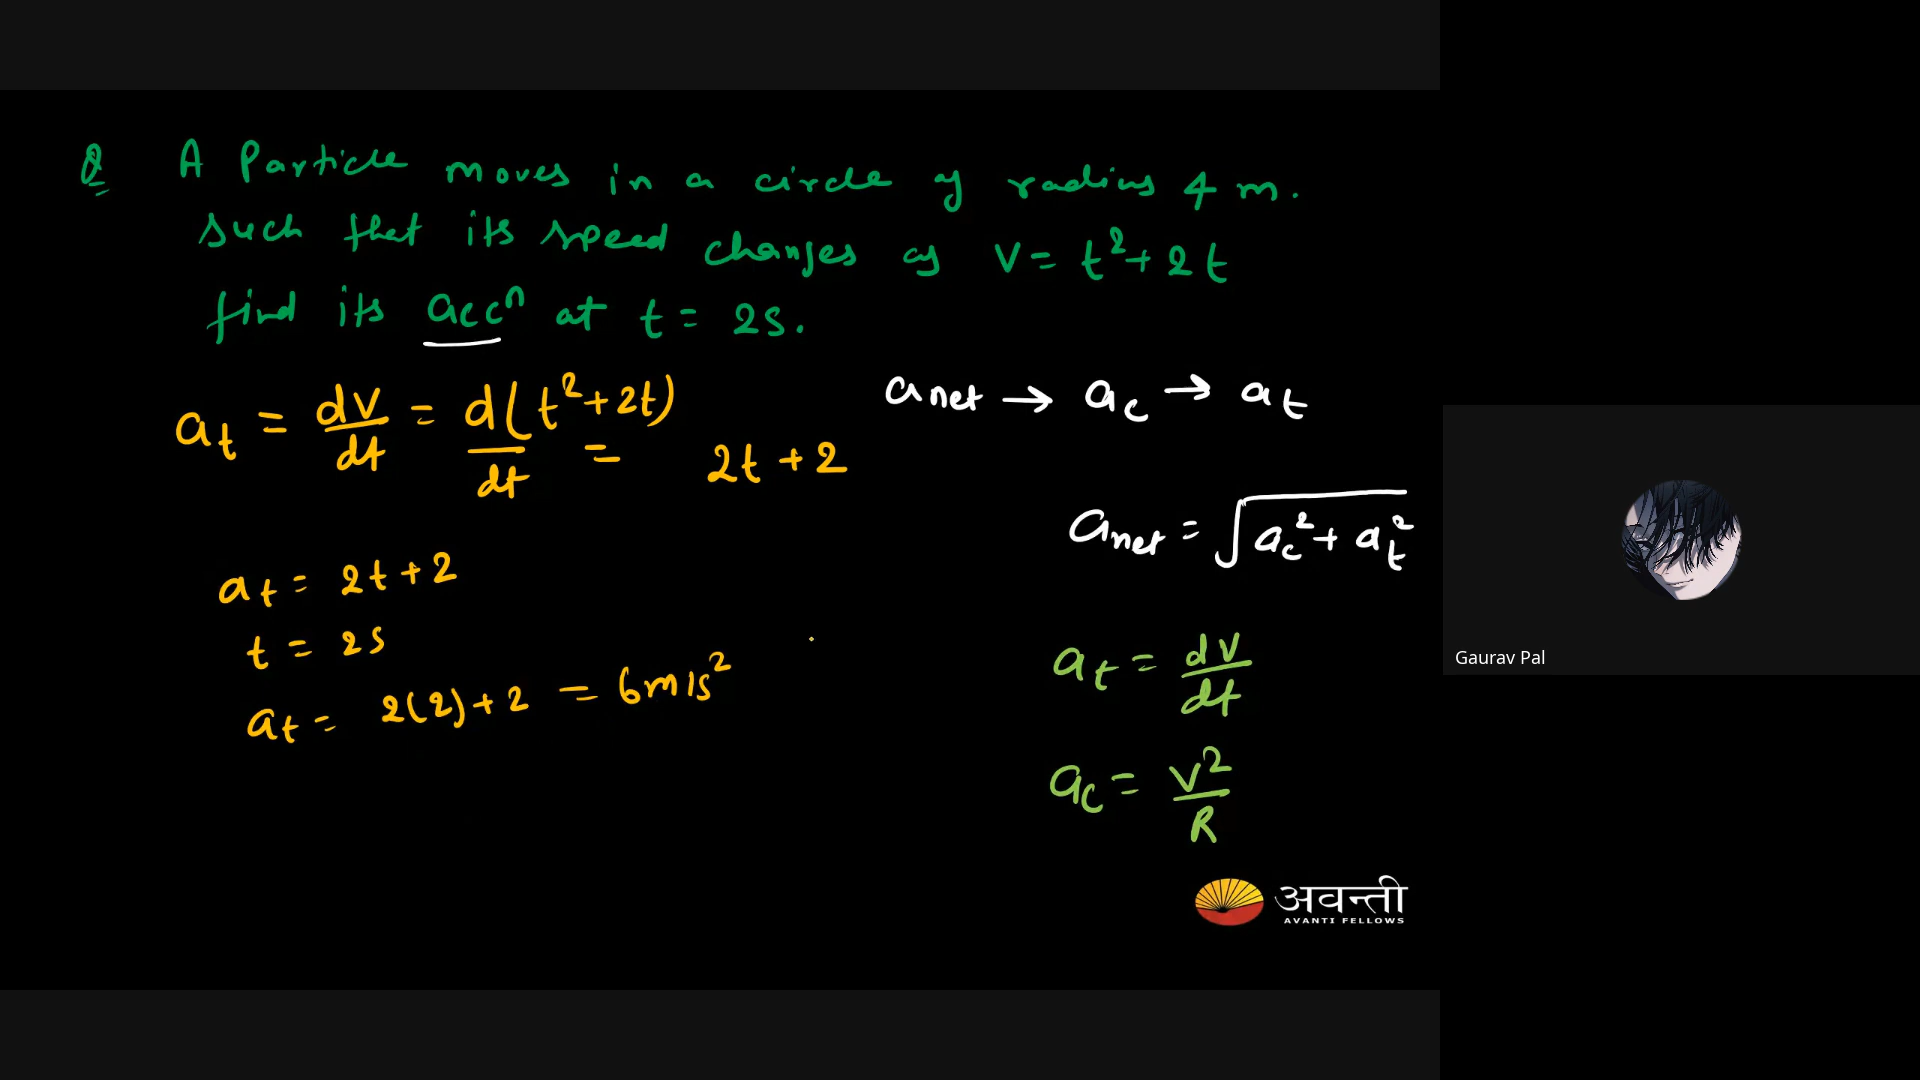 Q A Particle moves in a circle of radius 4 m.
such that its speed changes as v = t² + 2t
find its accⁿ at t = 2s.
a_t = dv/dt = d(t²+2t)/dt = 2t + 2
a_net → a_c → a_t
a_net = √(a_c² + a_t²)
a_t = 2t + 2
t = 2s
a_t = 2(2) + 2 = 6m/s²
a_t = dv/dt
a_c = v²/R
अवन्ती
AVANTI FELLOWS
Gaurav Pal